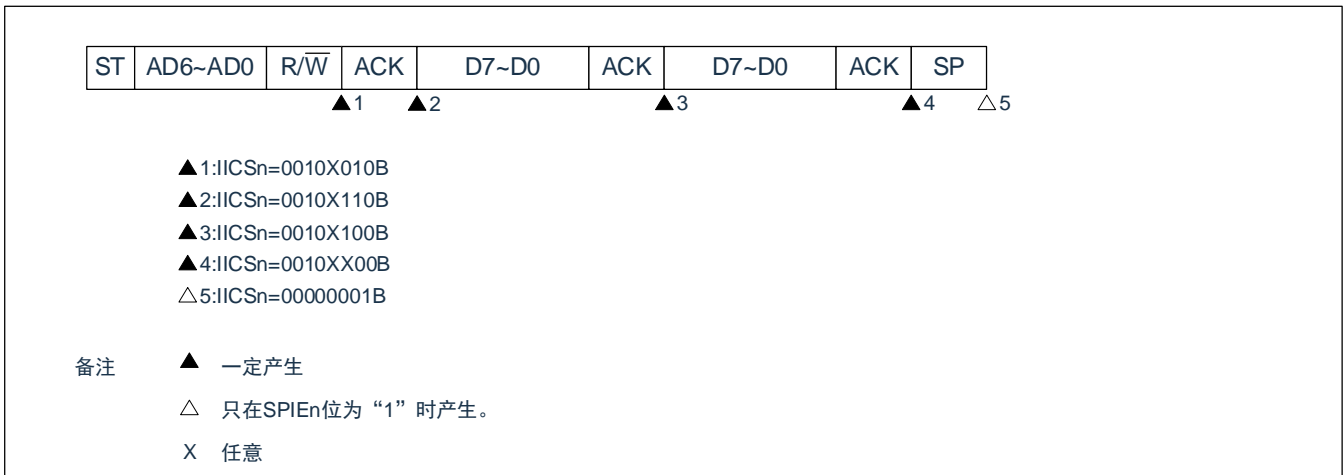 ST AD6~AD0 R/W̅ ACK D7~D0 ACK D7~D0 ACK SP
▲1 ▲2 ▲3 ▲4 △5
▲1:IICSn=0010X010B
▲2:IICSn=0010X110B
▲3:IICSn=0010X100B
▲4:IICSn=0010XX00B
△5:IICSn=00000001B
备注 ▲ 一定产生
△ 只在SPIEn位为“1”时产生。
X 任意